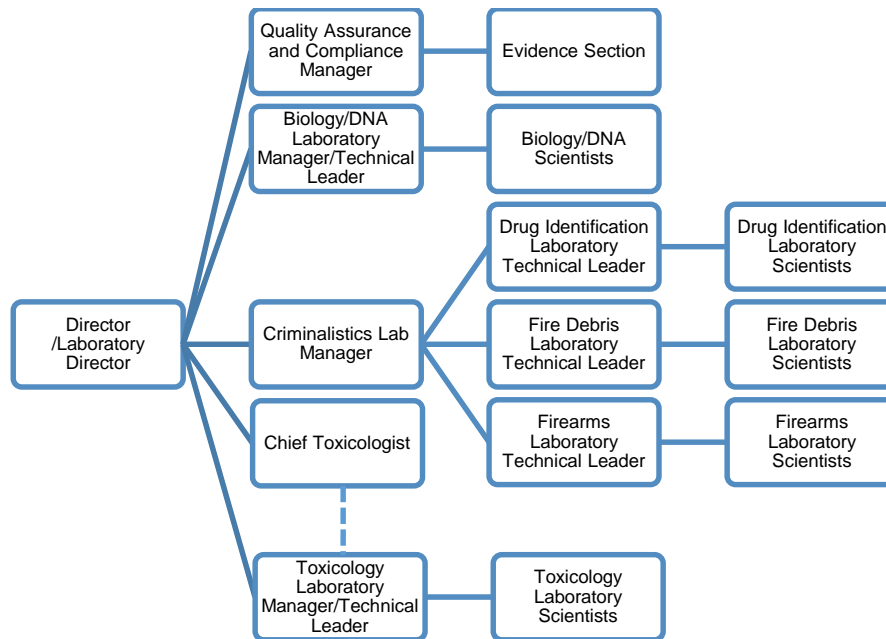 Quality Assurance
and Compliance
Manager
Evidence Section
Biology/DNA
Laboratory
Manager/Technical
Leader
Biology/DNA
Scientists
Drug Identification
Laboratory
Technical Leader
Drug Identification
Laboratory
Scientists
Director
/Laboratory
Director
Criminalistics Lab
Manager
Fire Debris
Laboratory
Technical Leader
Fire Debris
Laboratory
Scientists
Chief Toxicologist
Firearms
Laboratory
Technical Leader
Firearms
Laboratory
Scientists
Toxicology
Laboratory
Manager/Technical
Leader
Toxicology
Laboratory
Scientists